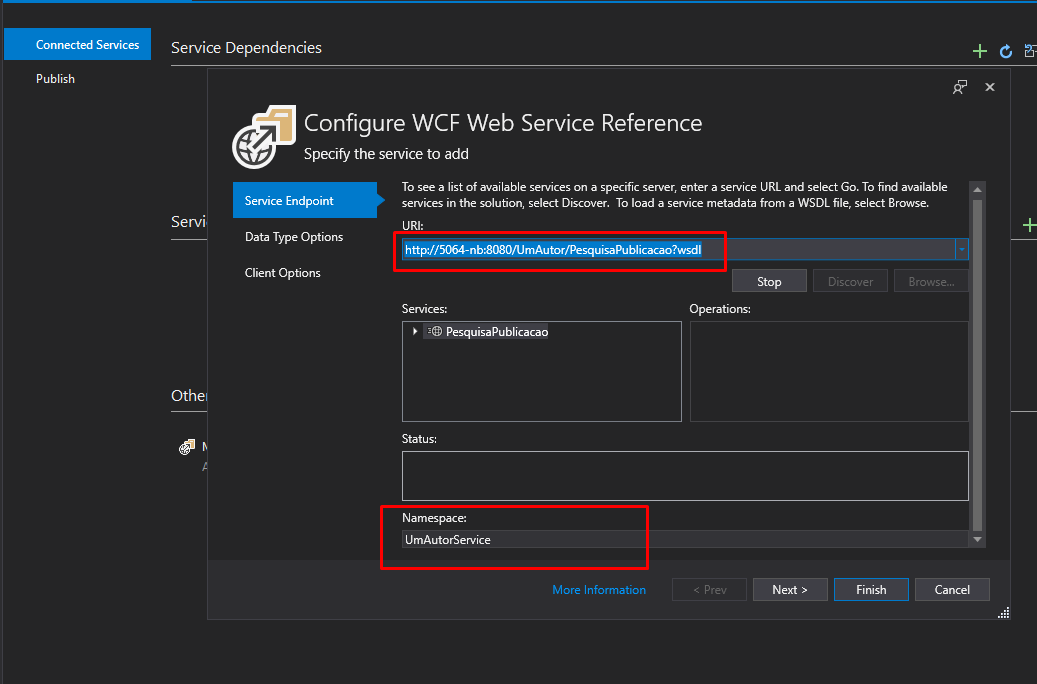 Connected Services
Publish
Service Dependencies
Configure WCF Web Service Reference
Specify the service to add
Service Endpoint
Data Type Options
Client Options
To see a list of available services on a specific server, enter a service URL and select Go. To find available
services in the solution, select Discover. To load a service metadata from a WSDL file, select Browse.
URI:
http://5064-nb:8080/UmAutor/PesquisaPublicacao?wsdl
Stop
Discover
Browse...
Services:
Operations:
PesquisaPublicacao
Status:
Namespace:
UmAutorService
More Information
< Prev
Next >
Finish
Cancel
Servi
Other